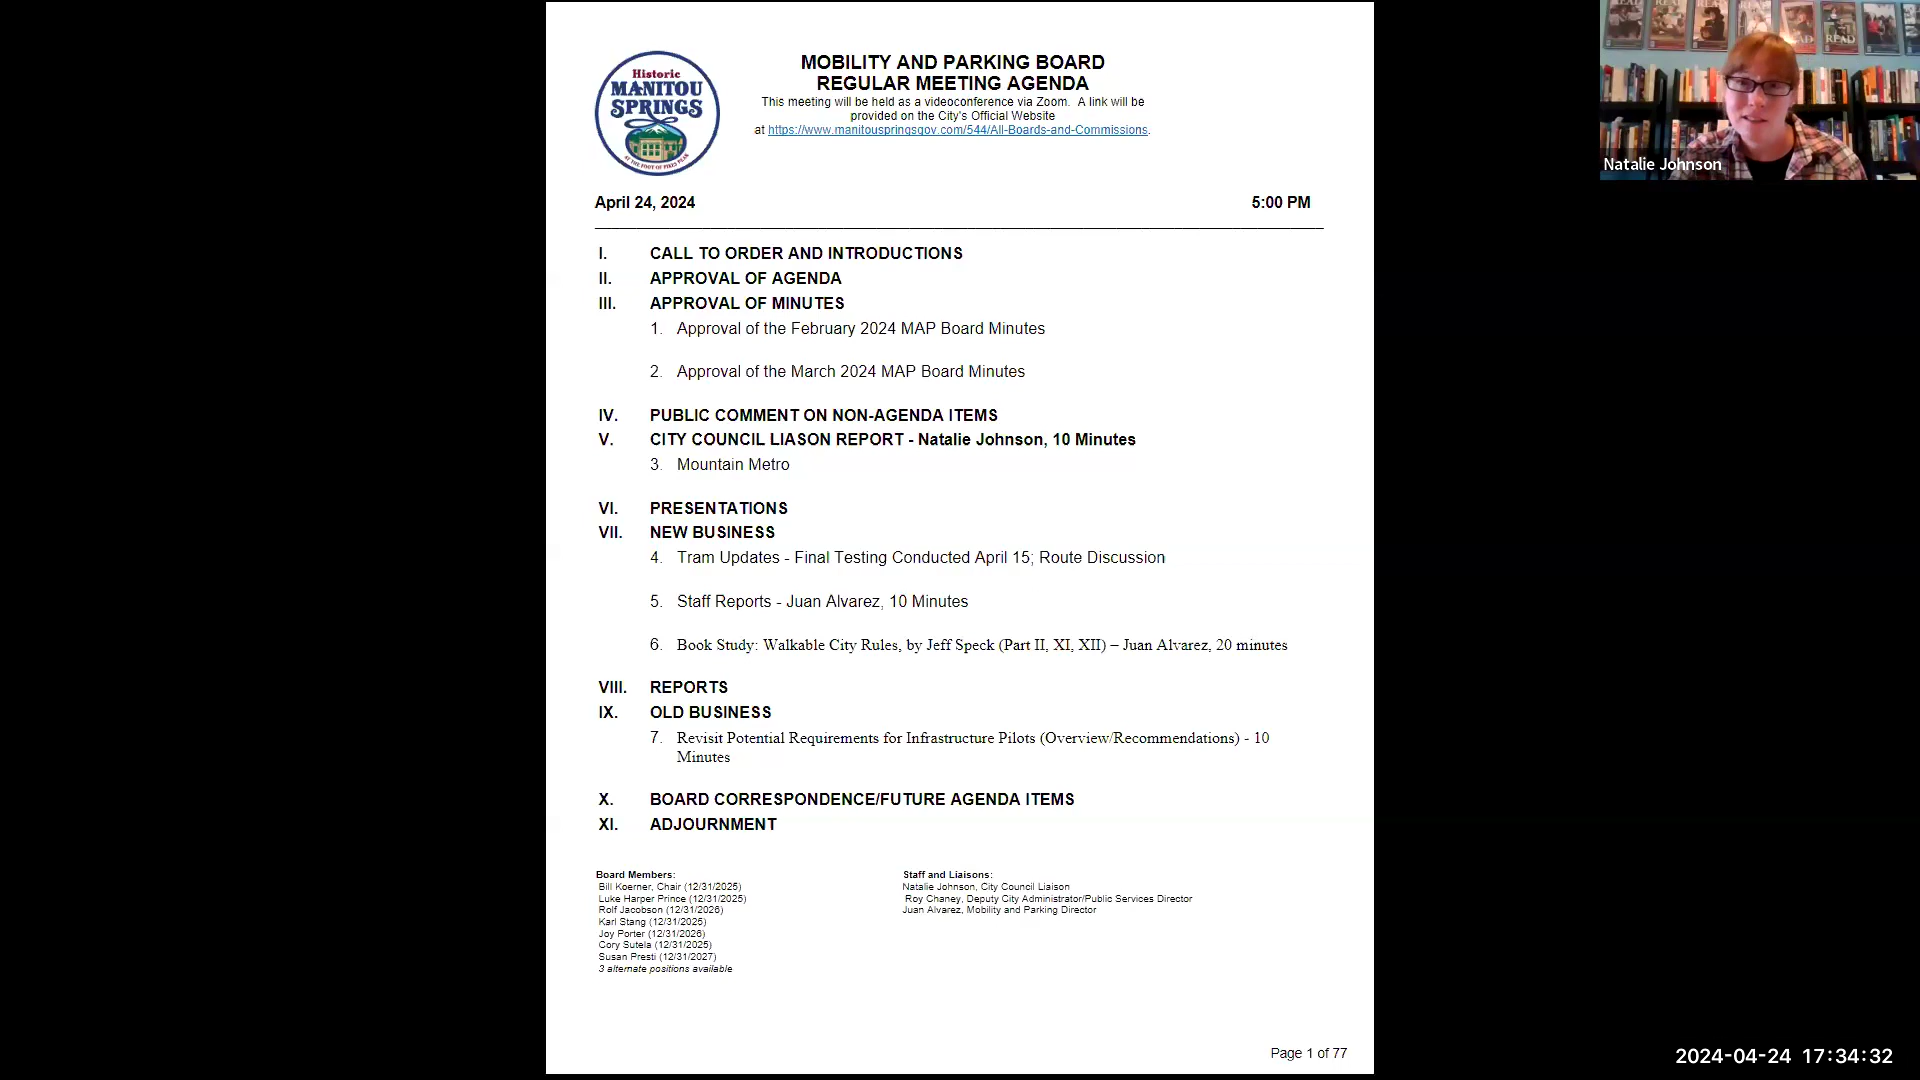 Historic
MANITOU
SPRINGS
AT THE FOOT OF PIKES PEAK
MOBILITY AND PARKING BOARD
REGULAR MEETING AGENDA
This meeting will be held as a videoconference via Zoom. A link will be
provided on the City's Official Website
at https://www.manitouspringsgov.com/544/All-Boards-and-Commissions.
April 24, 2024 5:00 PM
I. CALL TO ORDER AND INTRODUCTIONS
II. APPROVAL OF AGENDA
III. APPROVAL OF MINUTES
1. Approval of the February 2024 MAP Board Minutes
2. Approval of the March 2024 MAP Board Minutes
IV. PUBLIC COMMENT ON NON-AGENDA ITEMS
V. CITY COUNCIL LIASON REPORT - Natalie Johnson, 10 Minutes
3. Mountain Metro
VI. PRESENTATIONS
VII. NEW BUSINESS
4. Tram Updates - Final Testing Conducted April 15; Route Discussion
5. Staff Reports - Juan Alvarez, 10 Minutes
6. Book Study: Walkable City Rules, by Jeff Speck (Part II, XI, XII) – Juan Alvarez, 20 minutes
VIII. REPORTS
IX. OLD BUSINESS
7. Revisit Potential Requirements for Infrastructure Pilots (Overview/Recommendations) - 10
Minutes
X. BOARD CORRESPONDENCE/FUTURE AGENDA ITEMS
XI. ADJOURNMENT
Board Members:
Bill Koerner, Chair (12/31/2025)
Luke Harper Prince (12/31/2025)
Rolf Jacobson (12/31/2026)
Karl Stang (12/31/2025)
Joy Porter (12/31/2026)
Cory Sutela (12/31/2025)
Susan Presti (12/31/2027)
3 alternate positions available
Staff and Liaisons:
Natalie Johnson, City Council Liaison
Roy Chaney, Deputy City Administrator/Public Services Director
Juan Alvarez, Mobility and Parking Director
Page 1 of 77
READ
READ
READ
READ
Natalie Johnson
2024-04-24 17:34:32